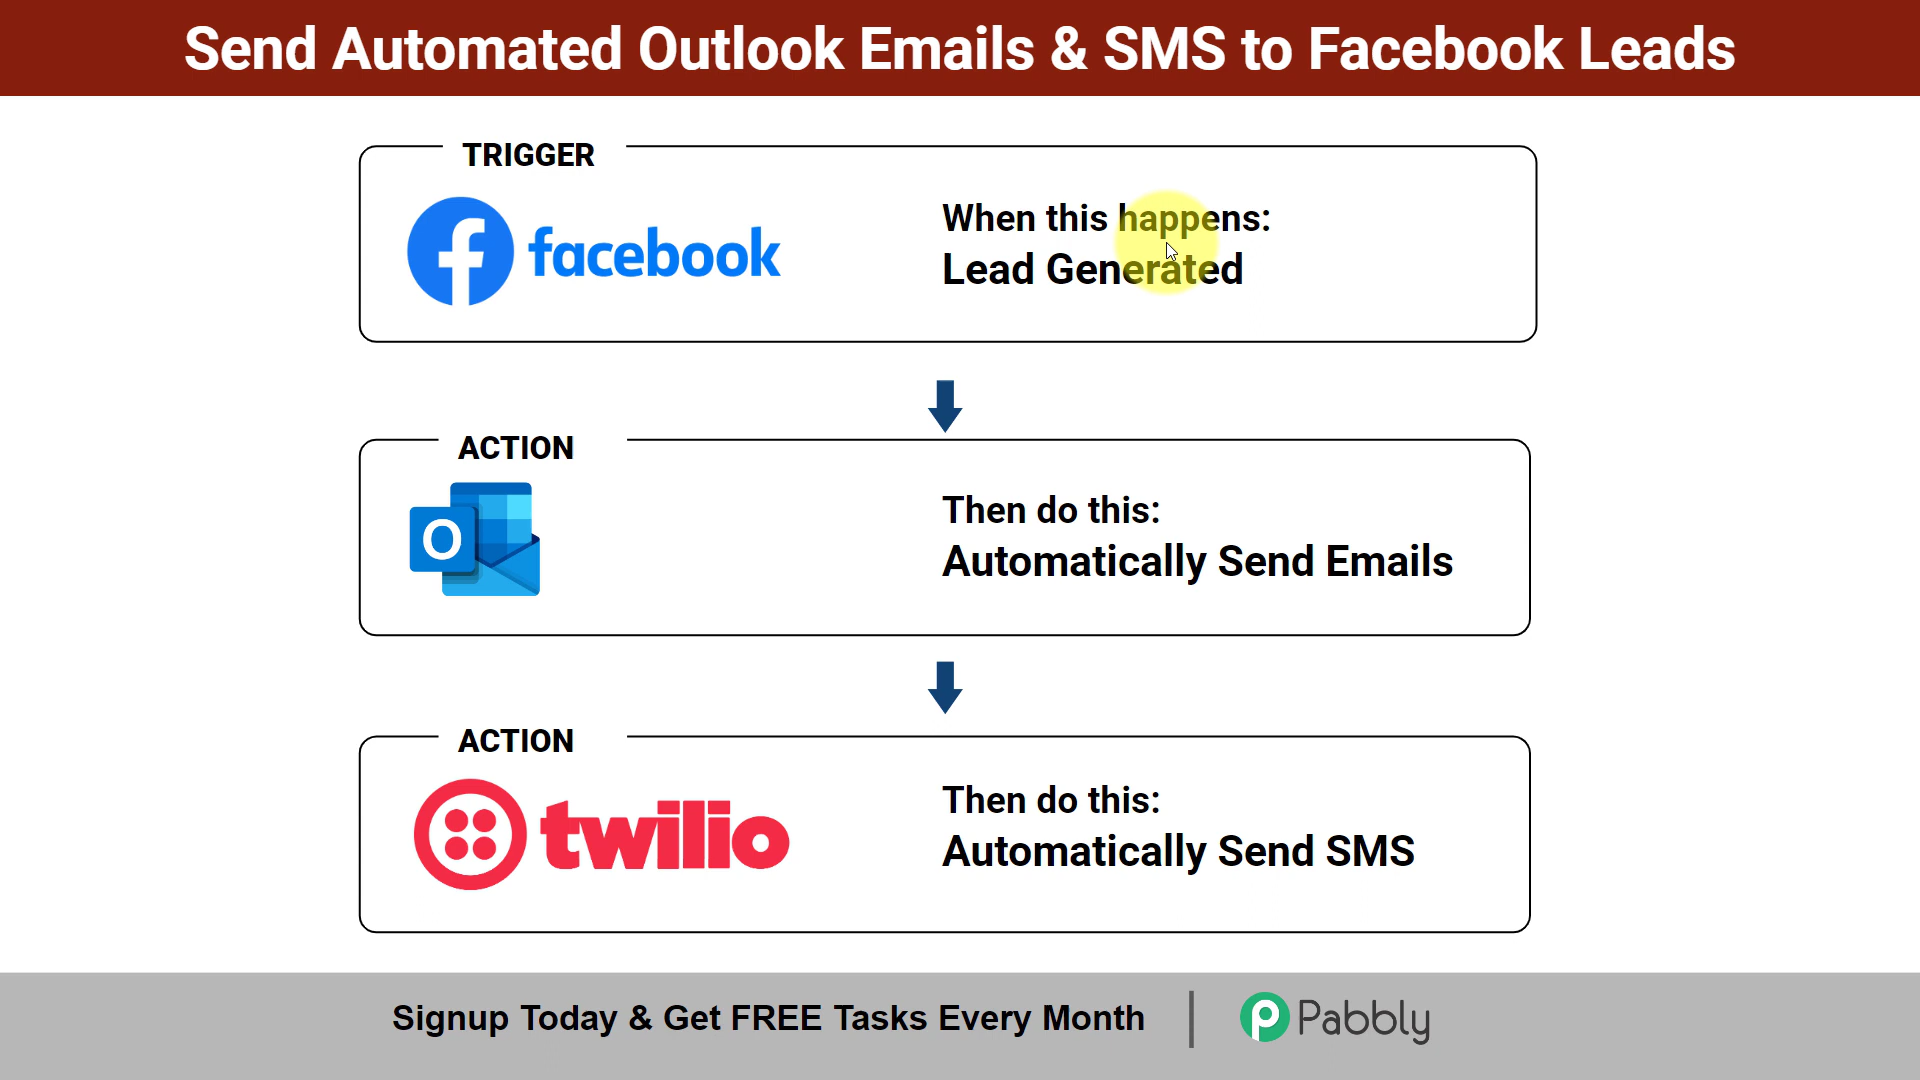 Send Automated Outlook Emails & SMS to Facebook Leads
TRIGGER
facebook
When this happens:
Lead Generated
ACTION
O
Then do this:
Automatically Send Emails
ACTION
twilio
Then do this:
Automatically Send SMS
Signup Today & Get FREE Tasks Every Month
Pabbly